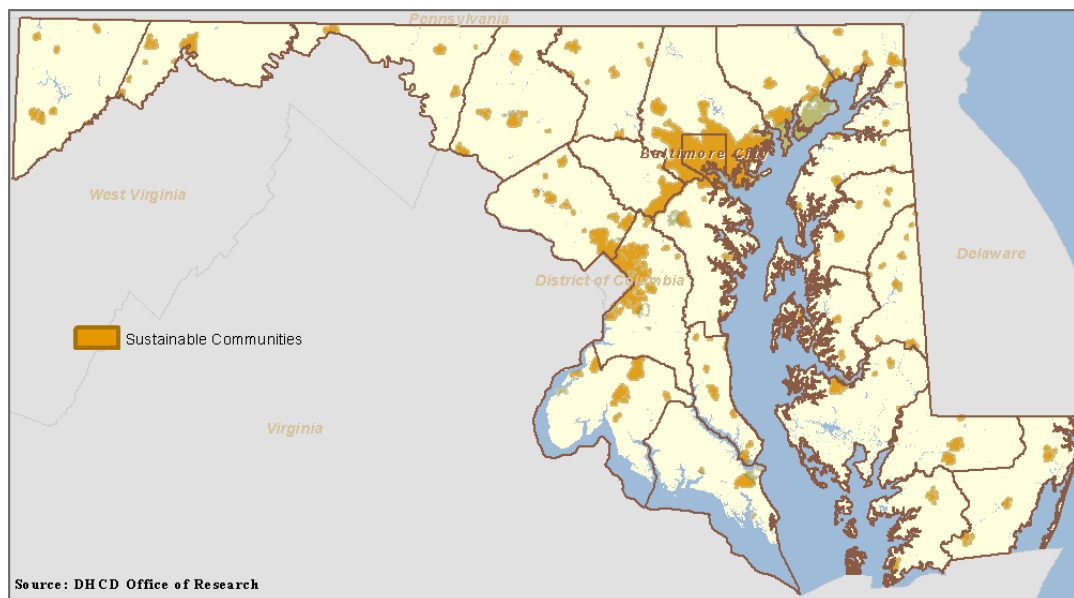 Pennsylvania
Baltimore City
West Virginia
Delaware
District of Columbia
Sustainable Communities
Virginia
Source: DHCD Office of Research